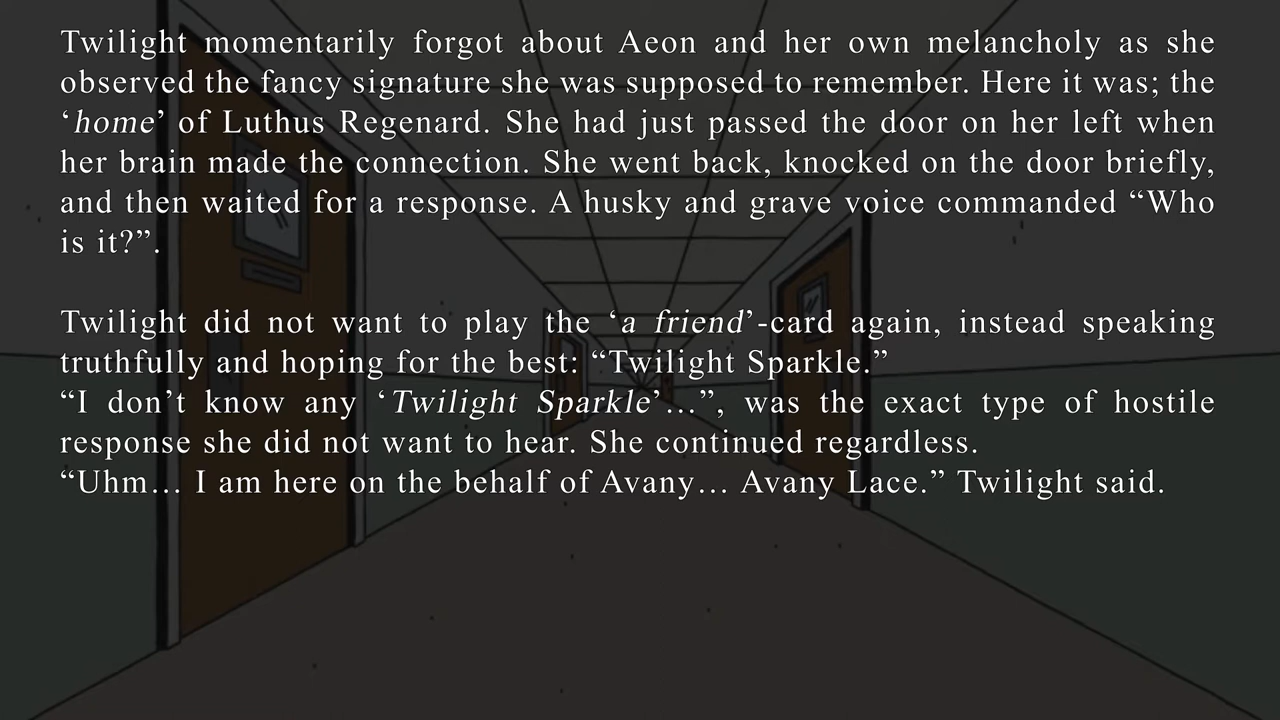 Twilight momentarily forgot about Aeon and her own melancholy as she
observed the fancy signature she was supposed to remember. Here it was; the
‘home’ of Luthus Regenard. She had just passed the door on her left when
her brain made the connection. She went back, knocked on the door briefly,
and then waited for a response. A husky and grave voice commanded “Who
is it?”.
Twilight did not want to play the ‘a friend’-card again, instead speaking
truthfully and hoping for the best: “Twilight Sparkle.”
“I don’t know any ‘Twilight Sparkle’…”, was the exact type of hostile
response she did not want to hear. She continued regardless.
“Uhm… I am here on the behalf of Avany… Avany Lace.” Twilight said.